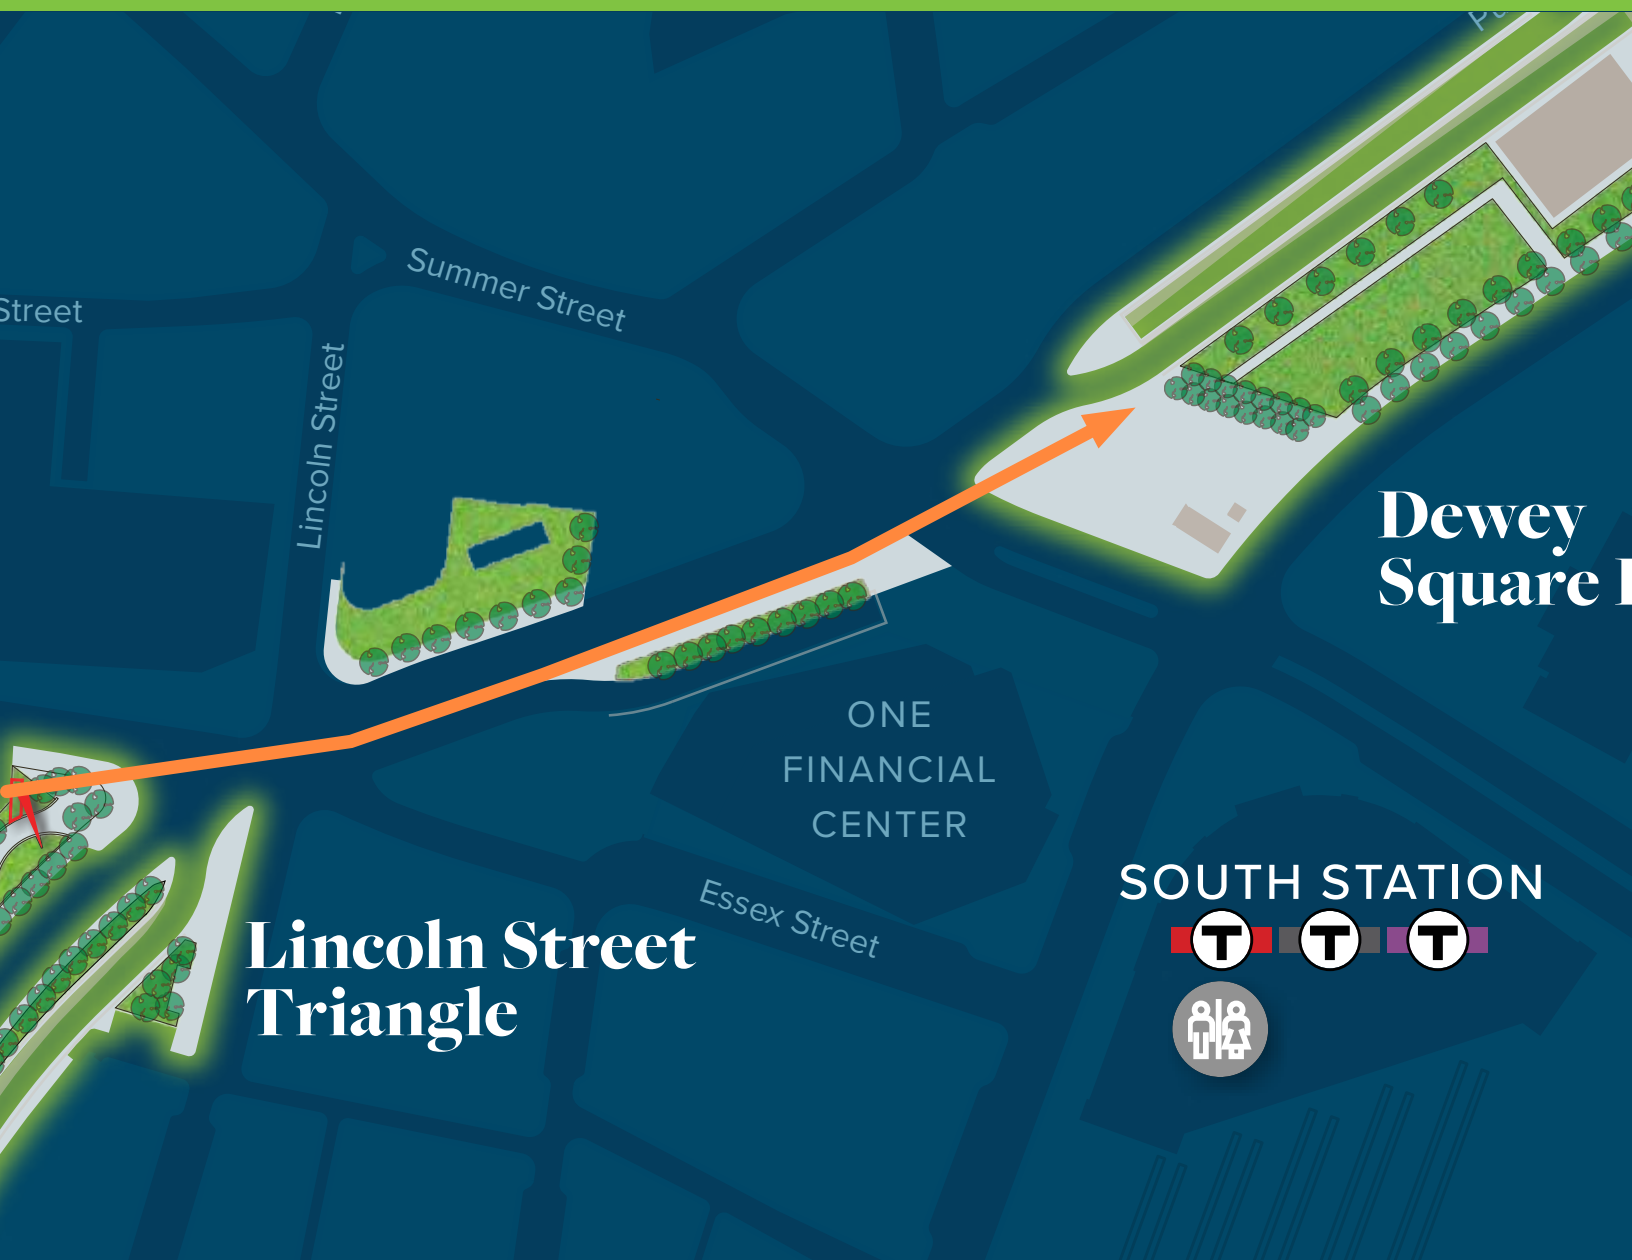 Summer Street
Street
Lincoln Street
Dewey
Square
ONE
FINANCIAL
CENTER
SOUTH STATION
T T T
Essex Street
Lincoln Street
Triangle